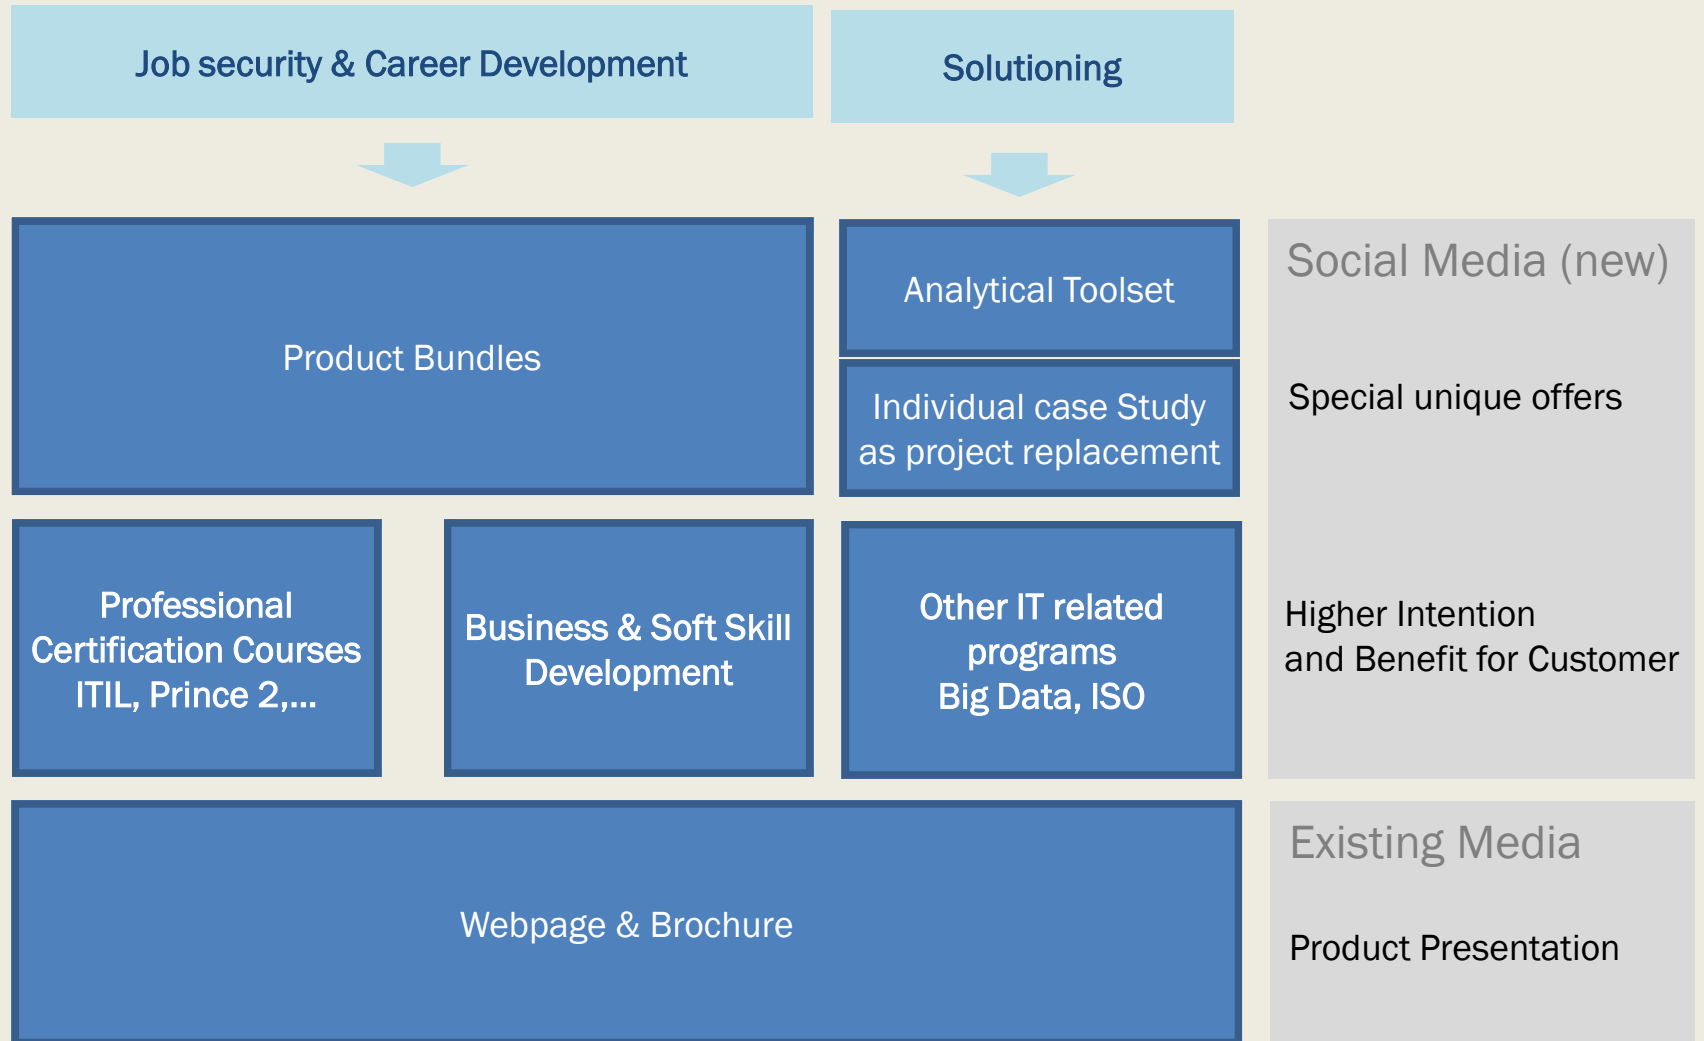 Job security & Career Development
Solutioning
Product Bundles
Analytical Toolset
Individual case Study
as project replacement
Social Media (new)
Special unique offers
Professional
Certification Courses
ITIL, Prince 2,...
Business & Soft Skill
Development
Other IT related
programs
Big Data, ISO
Higher Intention
and Benefit for Customer
Webpage & Brochure
Existing Media
Product Presentation